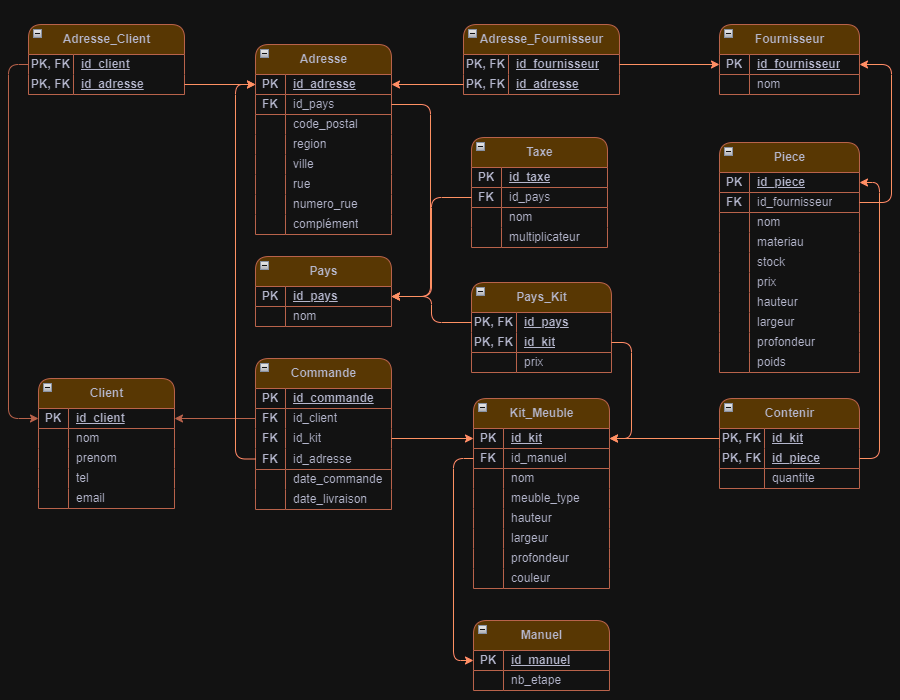 Adresse_Client
PK, FK id_client
PK, FK id_adresse
Adresse
PK id_adresse
FK id_pays
code_postal
region
ville
rue
numero_rue
complément
Adresse_Fournisseur
PK, FK id_fournisseur
PK, FK id_adresse
Fournisseur
PK id_fournisseur
nom
Taxe
PK id_taxe
FK id_pays
nom
multiplicateur
Piece
PK id_piece
FK id_fournisseur
nom
materiau
stock
prix
hauteur
largeur
profondeur
poids
Pays
PK id_pays
nom
Pays_Kit
PK, FK id_pays
PK, FK id_kit
prix
Client
PK id_client
nom
prenom
tel
email
Commande
PK id_commande
FK id_client
FK id_kit
FK id_adresse
date_commande
date_livraison
Kit_Meuble
PK id_kit
FK id_manuel
nom
meuble_type
hauteur
largeur
profondeur
couleur
Contenir
PK, FK id_kit
PK, FK id_piece
quantite
Manuel
PK id_manuel
nb_etape